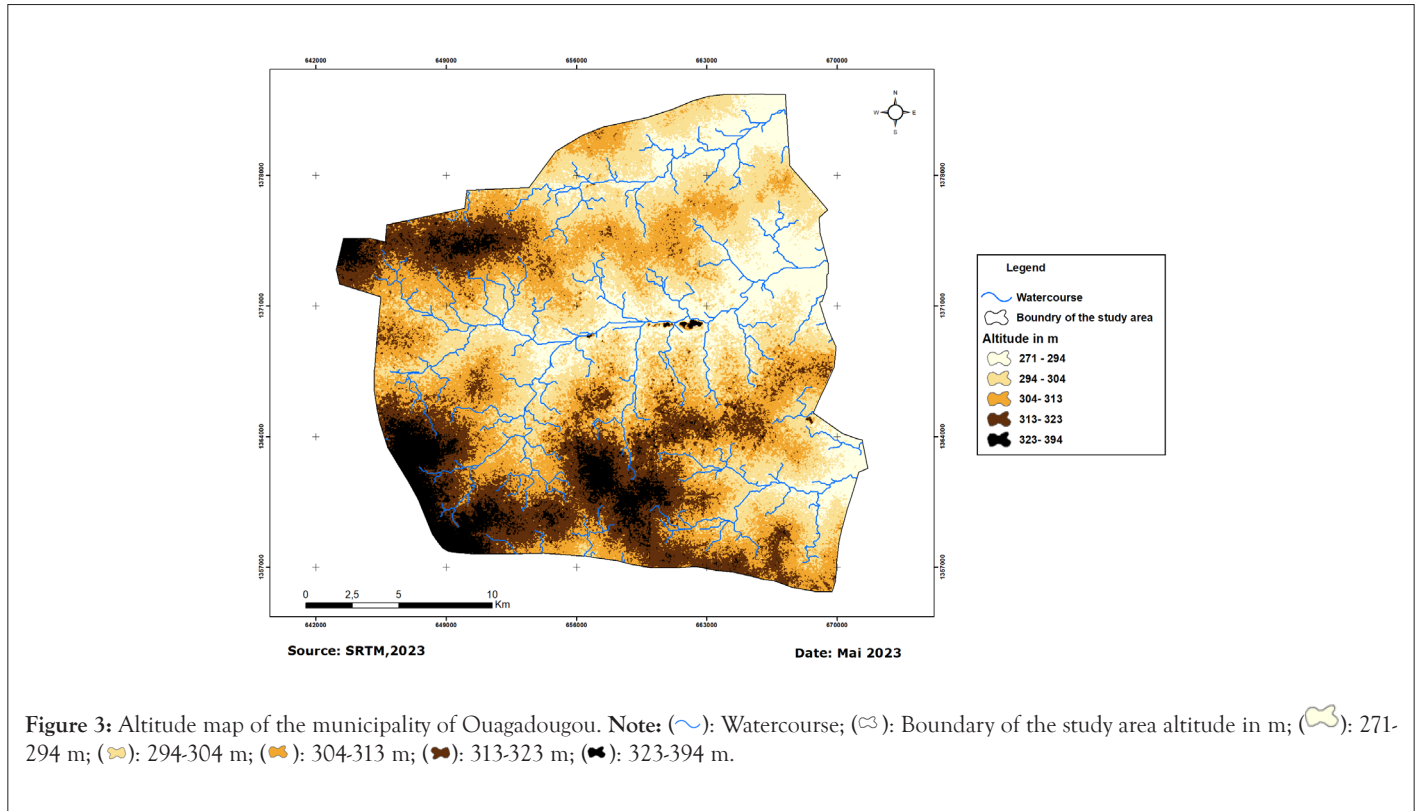 642000 649000 656000 663000 670000
N
W E
S
1378000 1378000
1371000 1371000
1364000 1364000
1357000 1357000
0 2,5 5 10
Km
642000 649000 656000 663000 670000
Source: SRTM,2023 Date: Mai 2023
Legend
Watercourse
Boundry of the study area
Altitude in m
271 - 294
294 - 304
304- 313
313- 323
323- 394
Figure 3: Altitude map of the municipality of Ouagadougou. Note: ( ): Watercourse; ( ): Boundary of the study area altitude in m; ( ): 271-
294 m; ( ): 294-304 m; ( ): 304-313 m; ( ): 313-323 m; ( ): 323-394 m.